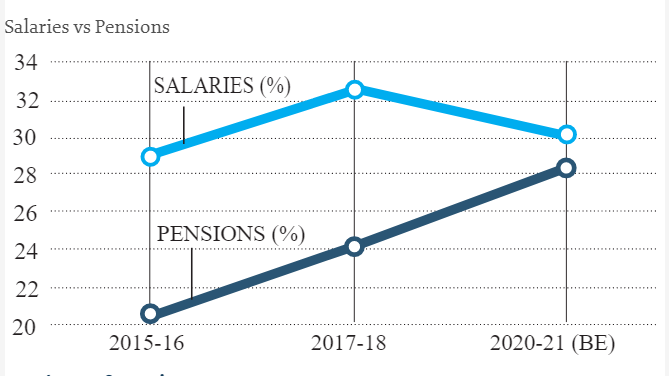 Salaries vs Pensions
34
SALARIES (%)
32
30
28
26
PENSIONS (%)
24
22
20
2015-16 2017-18 2020-21 (BE)